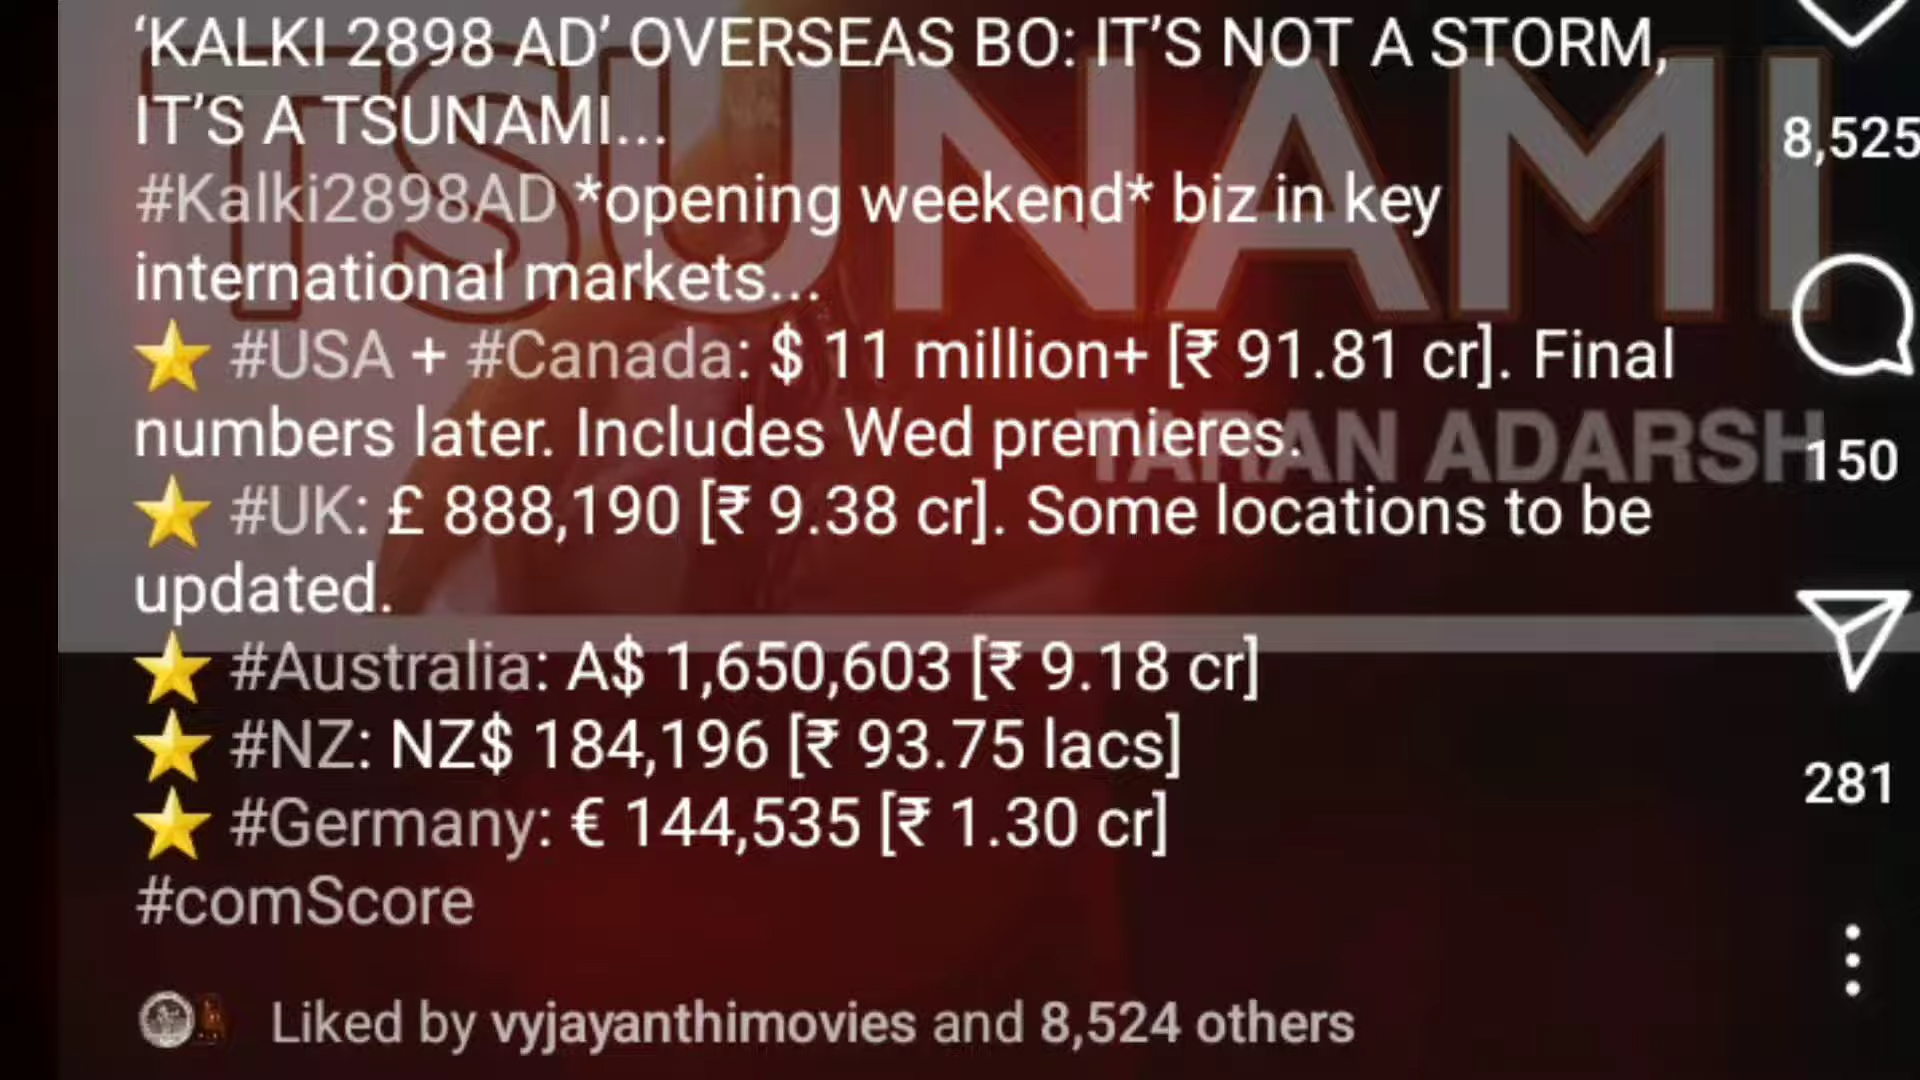 ‘KALKI 2898 AD’ OVERSEAS BO: IT’S NOT A STORM,
IT’S A TSUNAMI...
#Kalki2898AD *opening weekend* biz in key
international markets...
⭐ #USA + #Canada: $ 11 million+ [₹ 91.81 cr]. Final
numbers later. Includes Wed premieres.
⭐ #UK: £ 888,190 [₹ 9.38 cr]. Some locations to be
updated.
⭐ #Australia: A$ 1,650,603 [₹ 9.18 cr]
⭐ #NZ: NZ$ 184,196 [₹ 93.75 lacs]
⭐ #Germany: € 144,535 [₹ 1.30 cr]
#comScore
Liked by vyjayanthimovies and 8,524 others
TSUNAMI
TARAN ADARSH
8,525
150
281